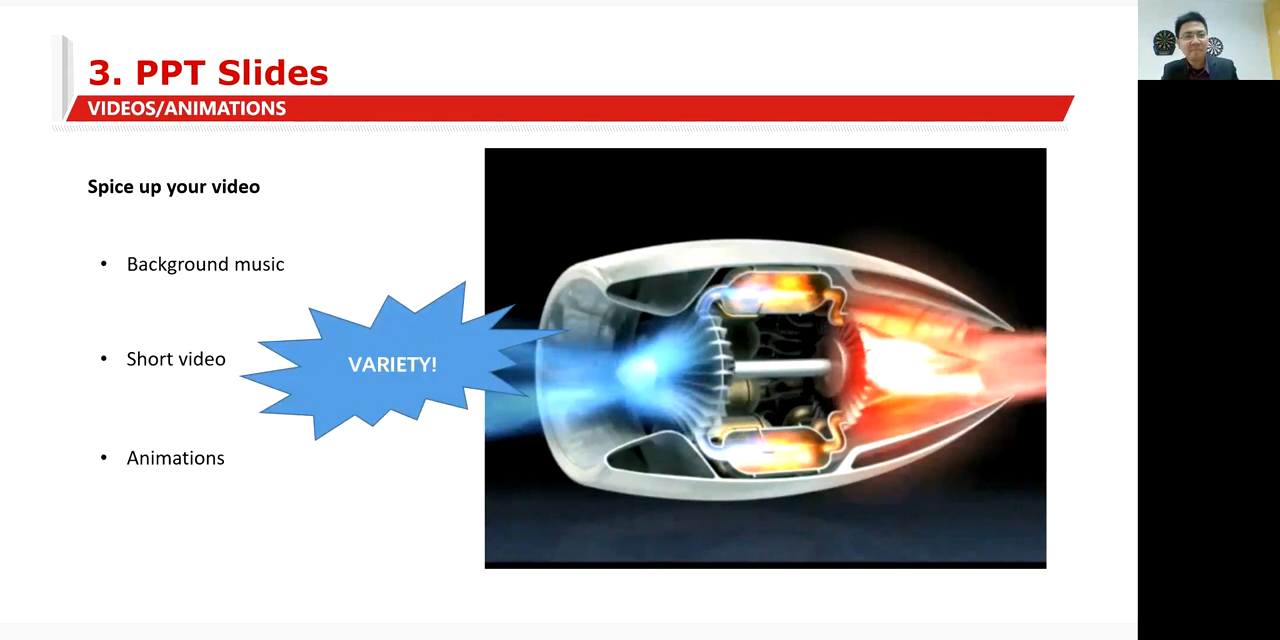 3. PPT Slides
VIDEOS/ANIMATIONS
Spice up your video
• Background music
• Short video
VARIETY!
• Animations